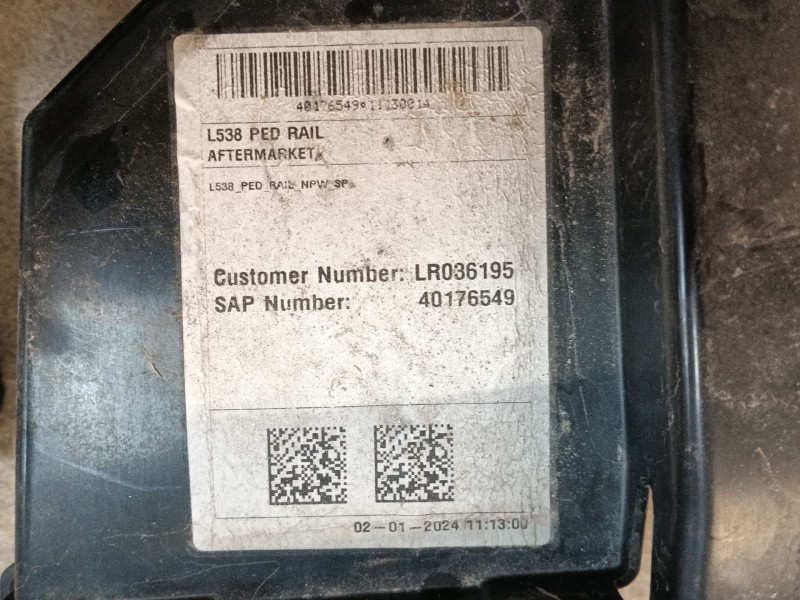 40176549*11130014
L538 PED RAIL
AFTERMARKET
L538_PED_RAIL_NPW_SP
Customer Number: LR036195
SAP Number: 40176549
02-01-2024 11:13:00